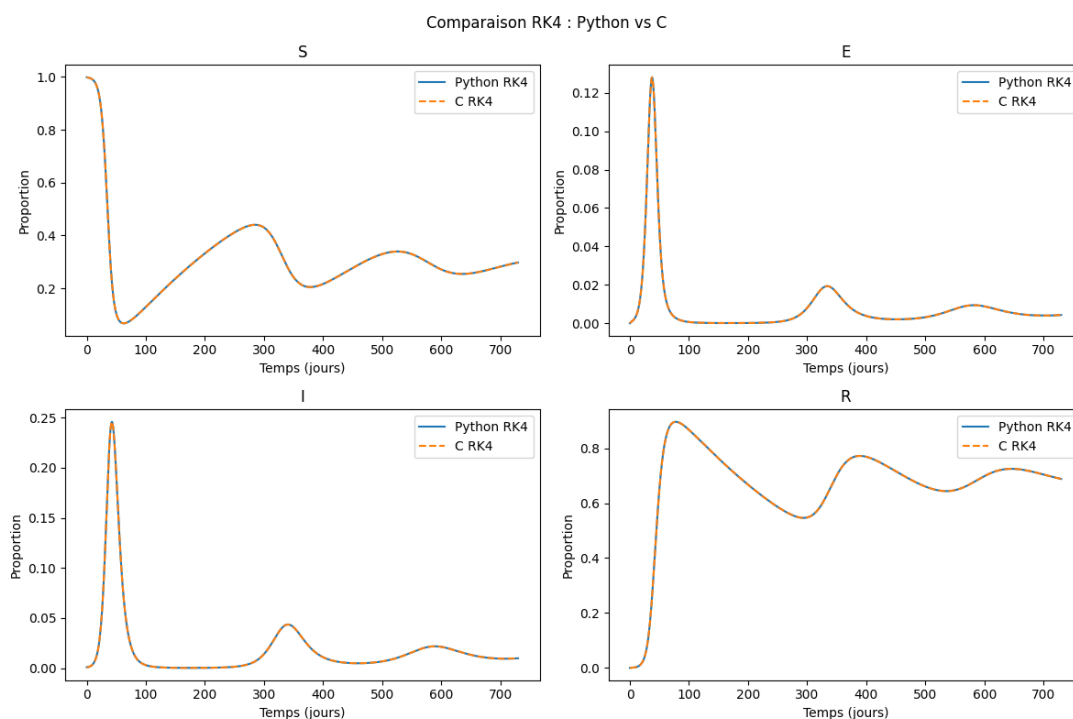 Comparaison RK4 : Python vs C
S
Proportion
1.0
0.8
0.6
0.4
0.2
Python RK4
C RK4
0 100 200 300 400 500 600 700
Temps (jours)
E
Proportion
0.12
0.10
0.08
0.06
0.04
0.02
0.00
Python RK4
C RK4
0 100 200 300 400 500 600 700
Temps (jours)
I
Proportion
0.25
0.20
0.15
0.10
0.05
0.00
Python RK4
C RK4
0 100 200 300 400 500 600 700
Temps (jours)
R
Proportion
0.8
0.6
0.4
0.2
0.0
Python RK4
C RK4
0 100 200 300 400 500 600 700
Temps (jours)